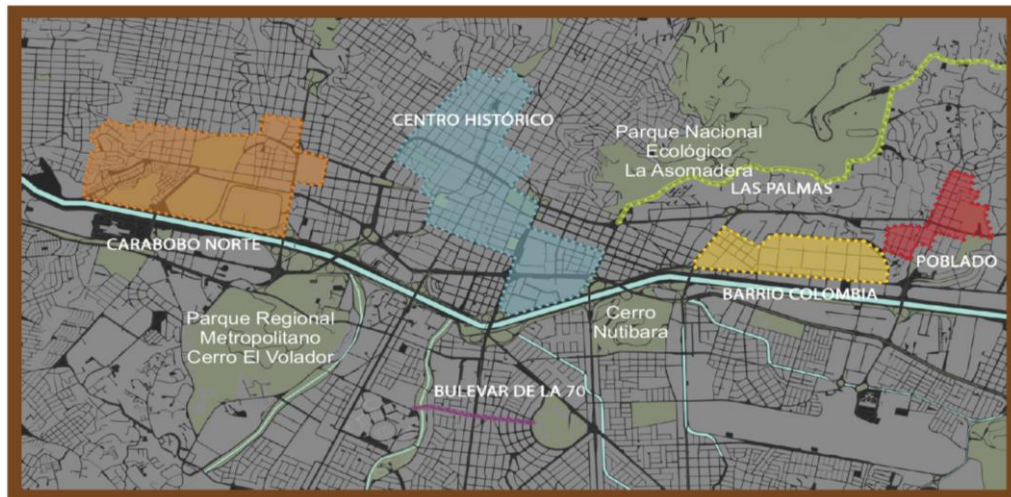 CENTRO HISTÓRICO
Parque Nacional
Ecológico
La Asomadera
LAS PALMAS
CARABOBO NORTE
POBLADO
BARRIO COLOMBIA
Parque Regional
Metropolitano
Cerro El Volador
Cerro
Nutibara
BULEVAR DE LA 70